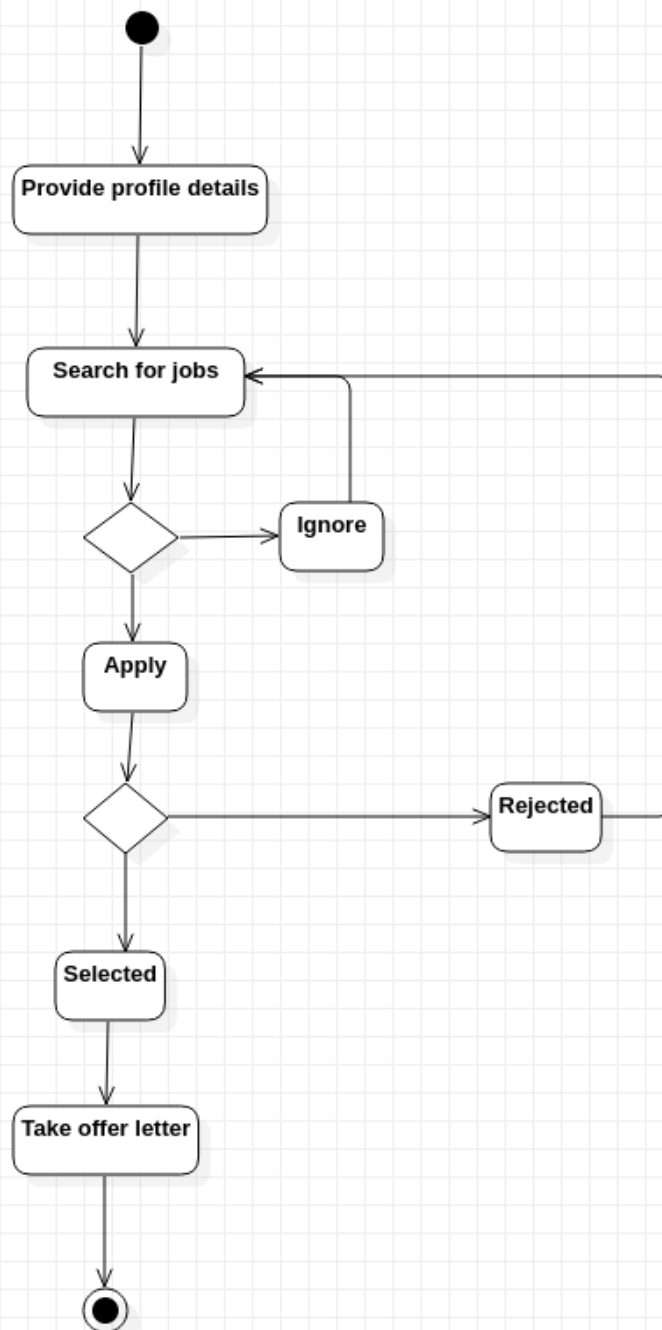 Provide profile details
Search for jobs
Ignore
Apply
Rejected
Selected
Take offer letter